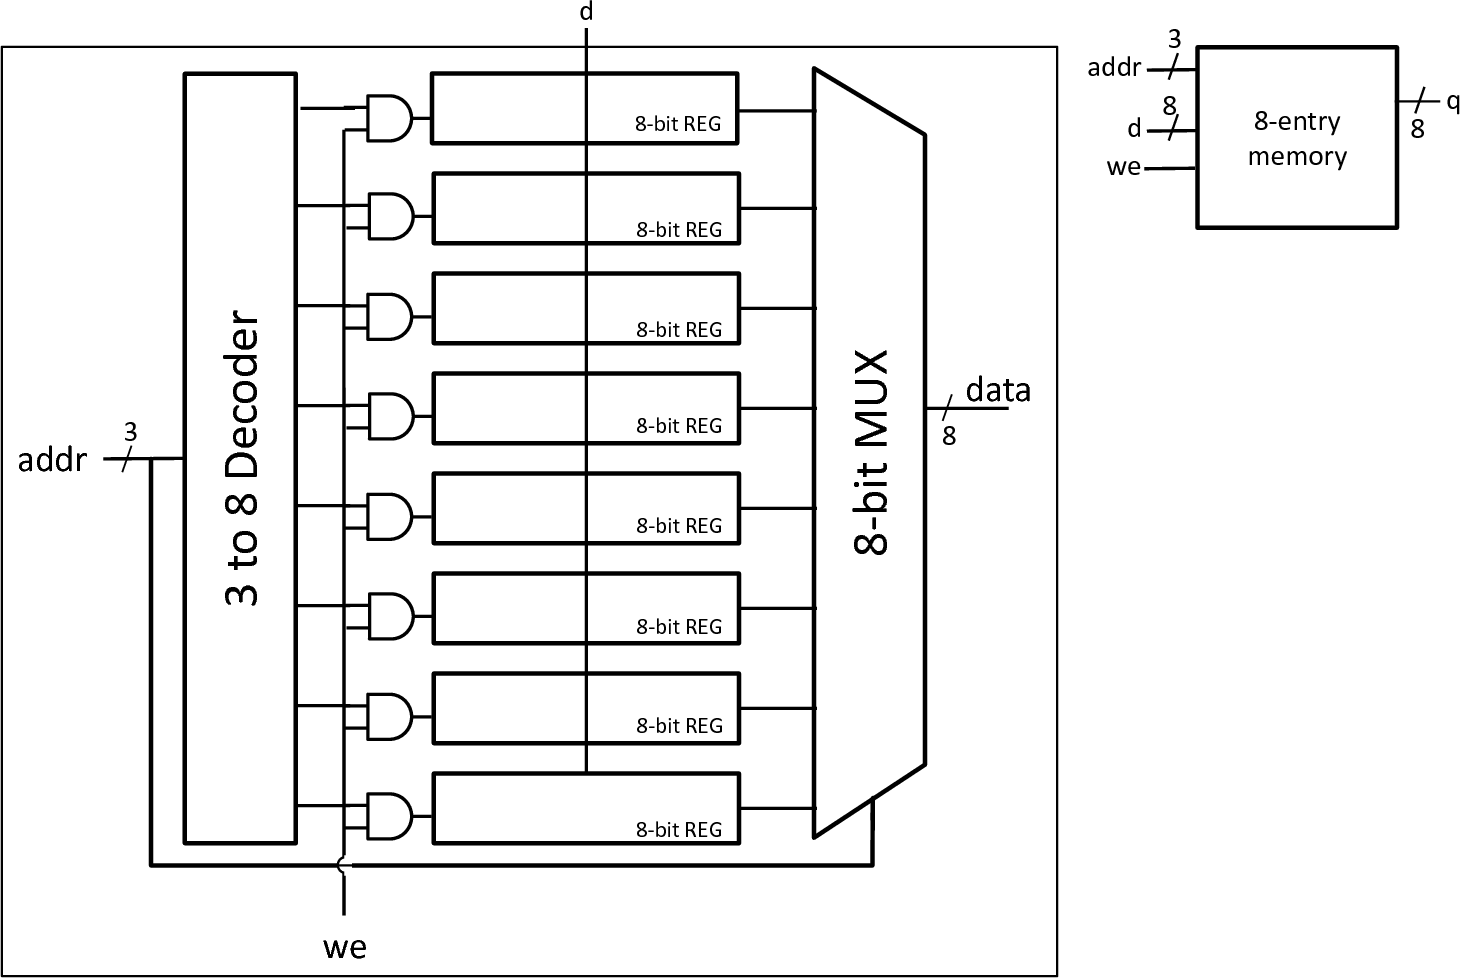 d
3
addr
8
d
we
8-entry
memory
q
8
8-bit REG
8-bit REG
8-bit REG
8-bit REG
8-bit REG
8-bit REG
8-bit REG
8-bit REG
3 to 8 Decoder
8-bit MUX
addr
3
data
8
we